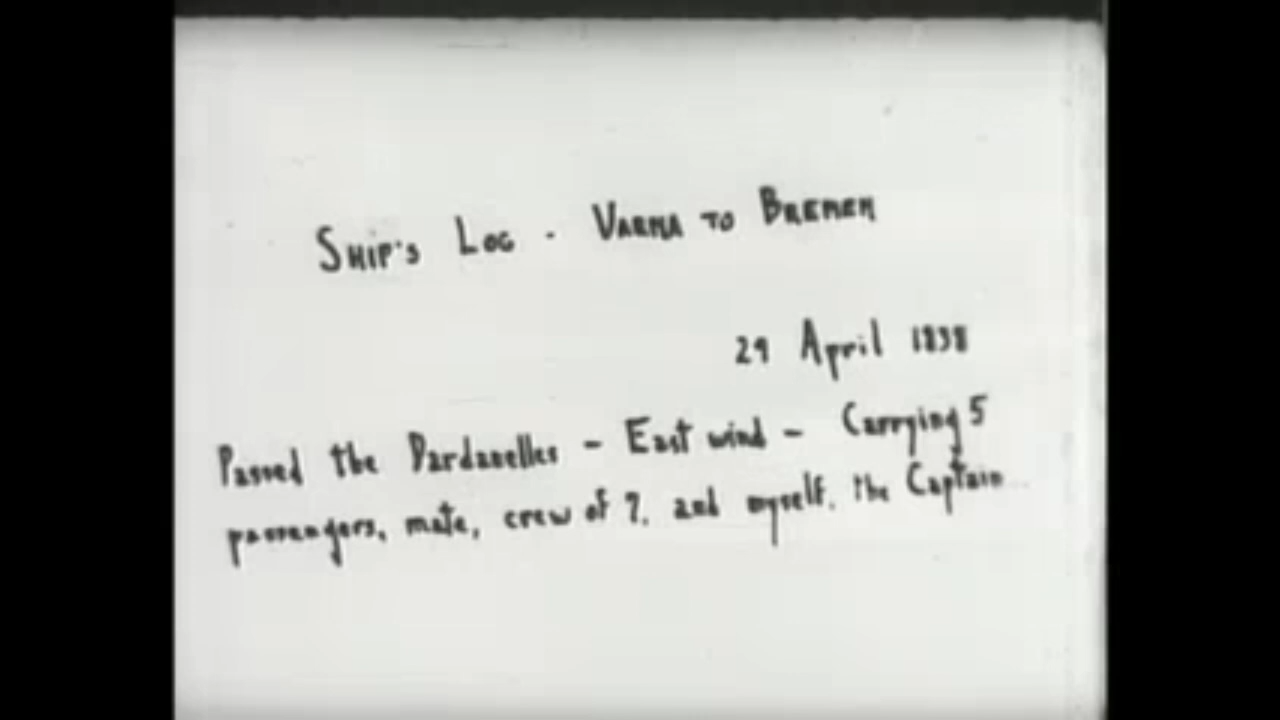 Ship's Log - Varna to Bremen
29 April 1838
Passed the Dardanelles - East wind - Carrying 5
passengers, mate, crew of 7, and myself, the Captain